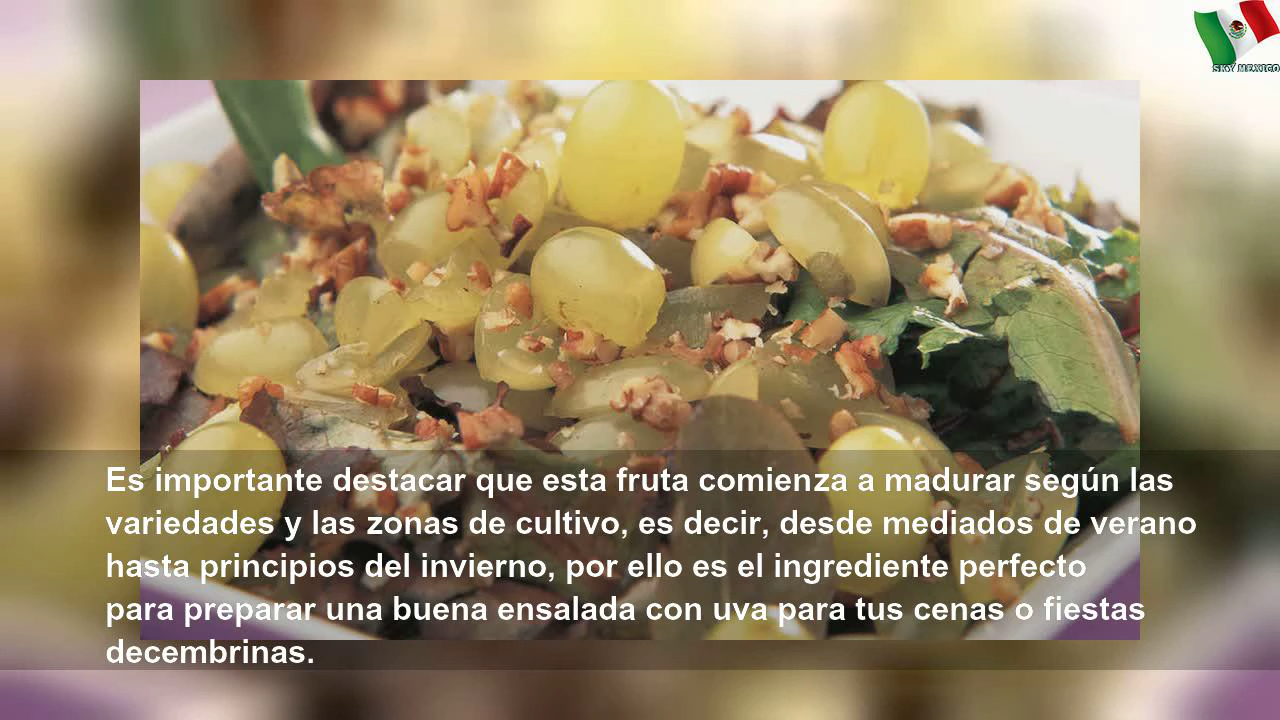 SKY MEXICO
Es importante destacar que esta fruta comienza a madurar según las
variedades y las zonas de cultivo, es decir, desde mediados de verano
hasta principios del invierno, por ello es el ingrediente perfecto
para preparar una buena ensalada con uva para tus cenas o fiestas
decembrinas.